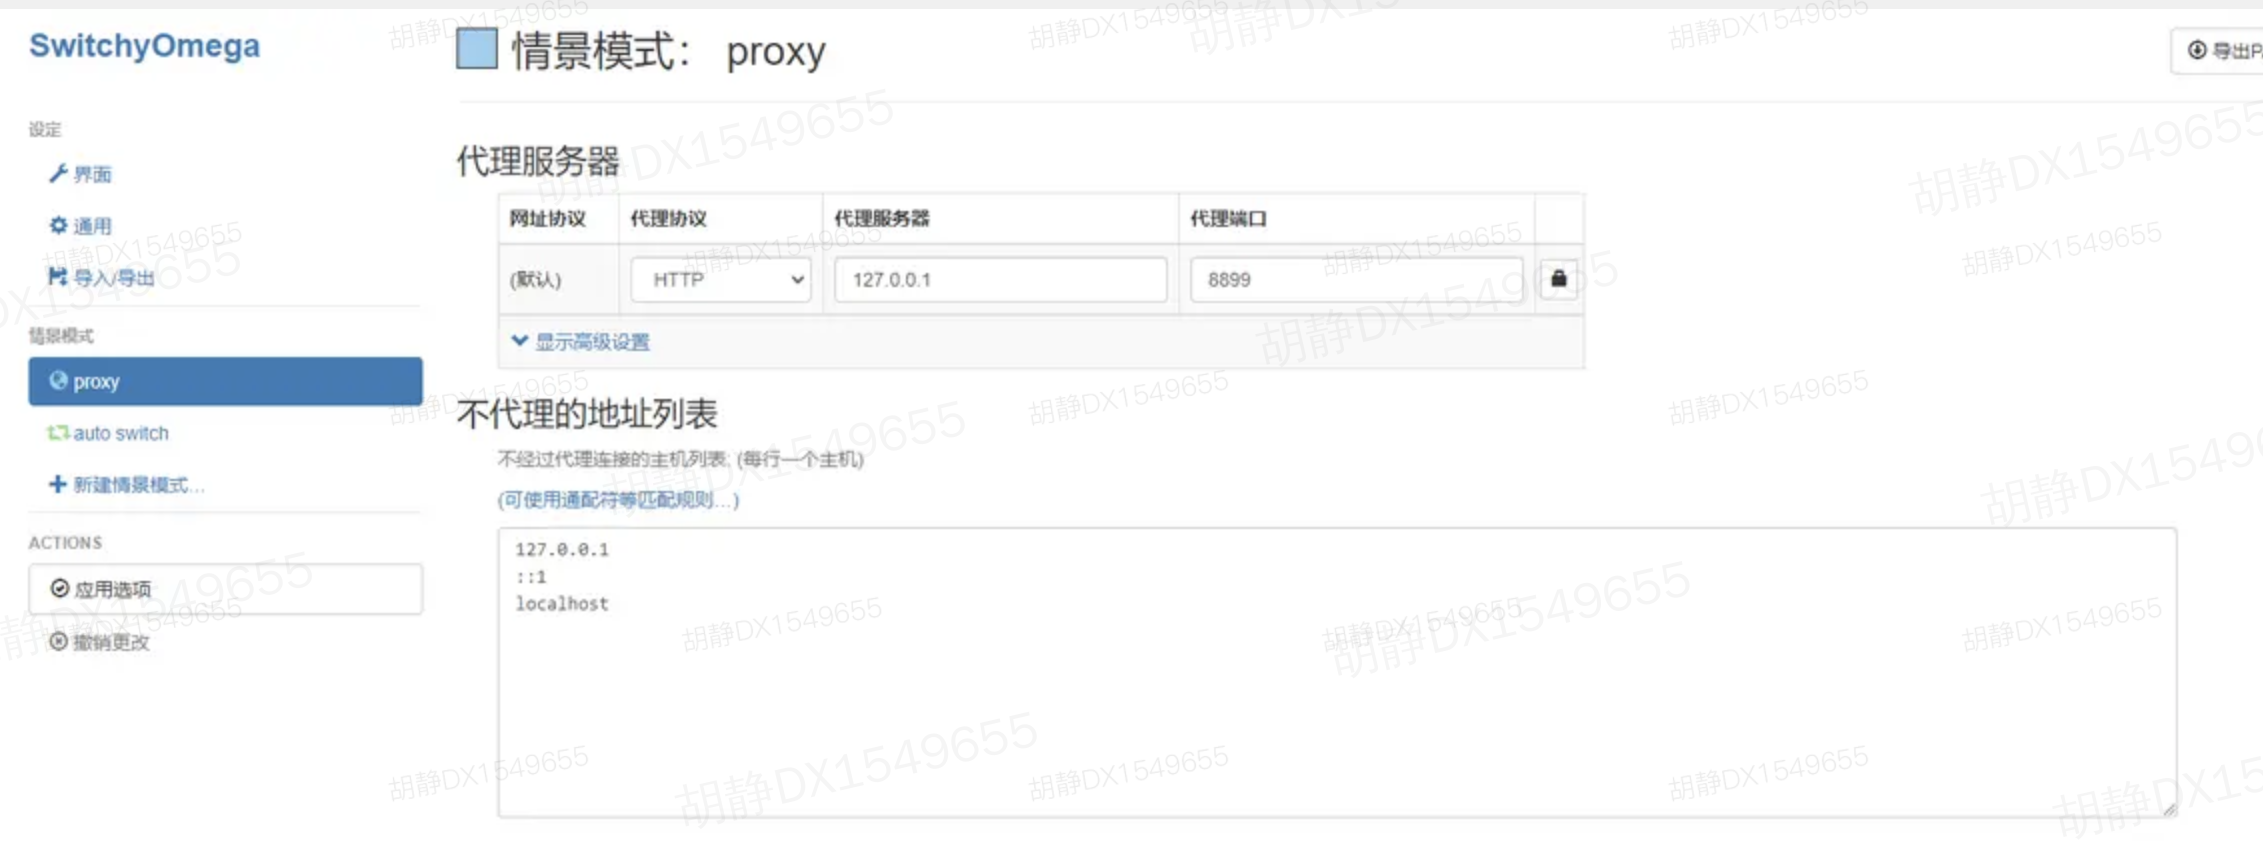 SwitchyOmega
设定
界面
通用
导入/导出
情景模式
proxy
auto switch
新建情景模式...
ACTIONS
应用选项
撤销更改
情景模式： proxy
导出P
代理服务器
网址协议 代理协议 代理服务器 代理端口
(默认) HTTP 127.0.0.1 8899
显示高级设置
不代理的地址列表
不经过代理连接的主机列表: (每行一个主机)
(可使用通配符等匹配规则...)
127.0.0.1
::1
localhost
胡静DX1549655